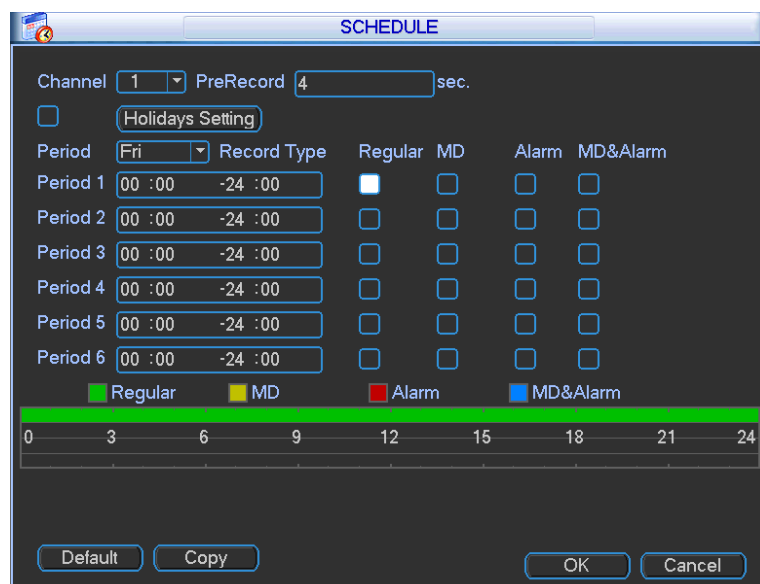 SCHEDULE
Channel 1 PreRecord 4 sec.
Holidays Setting
Period Fri Record Type Regular MD Alarm MD&Alarm
Period 1 00 :00 -24 :00
Period 2 00 :00 -24 :00
Period 3 00 :00 -24 :00
Period 4 00 :00 -24 :00
Period 5 00 :00 -24 :00
Period 6 00 :00 -24 :00
Regular MD Alarm MD&Alarm
0 3 6 9 12 15 18 21 24
Default Copy OK Cancel